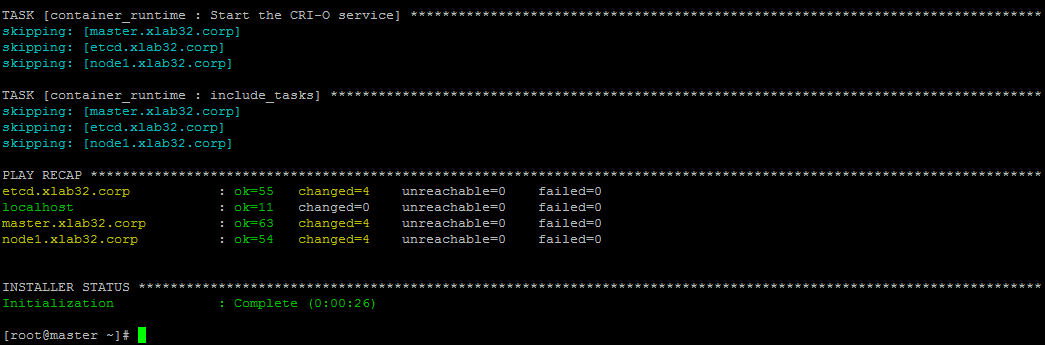 TASK [container_runtime : Start the CRI-O service] *******************************************************************************
skipping: [master.xlab32.corp]
skipping: [etcd.xlab32.corp]
skipping: [node1.xlab32.corp]
TASK [container_runtime : include_tasks] *****************************************************************************************
skipping: [master.xlab32.corp]
skipping: [etcd.xlab32.corp]
skipping: [node1.xlab32.corp]
PLAY RECAP ***********************************************************************************************************************
etcd.xlab32.corp           : ok=55   changed=4    unreachable=0    failed=0
localhost                  : ok=11   changed=0    unreachable=0    failed=0
master.xlab32.corp         : ok=63   changed=4    unreachable=0    failed=0
node1.xlab32.corp          : ok=54   changed=4    unreachable=0    failed=0
INSTALLER STATUS *****************************************************************************************************************
Initialization             : Complete (0:00:26)
[root@master ~]#